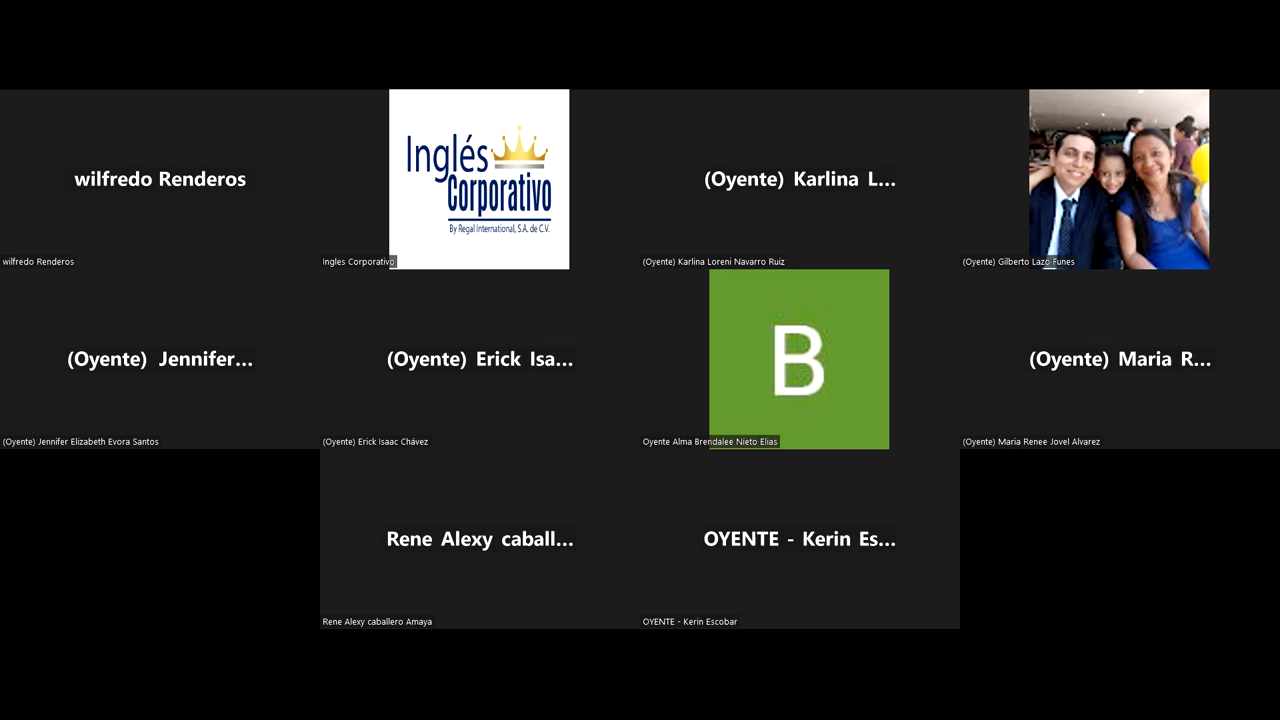 wilfredo Renderos
wilfredo Renderos
Inglés
Corporativo
By Regal International, S.A. de C.V.
Ingles Corporativo
(Oyente) Karlina L...
(Oyente) Karlina Loreni Navarro Ruiz
(Oyente) Gilberto Lazo Funes
(Oyente) Jennifer...
(Oyente) Jennifer Elizabeth Evora Santos
(Oyente) Erick Isa...
(Oyente) Erick Isaac Chávez
B
Oyente Alma Brendalee Nieto Elias
(Oyente) Maria R...
(Oyente) Maria Renee Jovel Alvarez
Rene Alexy caball...
Rene Alexy caballero Amaya
OYENTE - Kerin Es...
OYENTE - Kerin Escobar